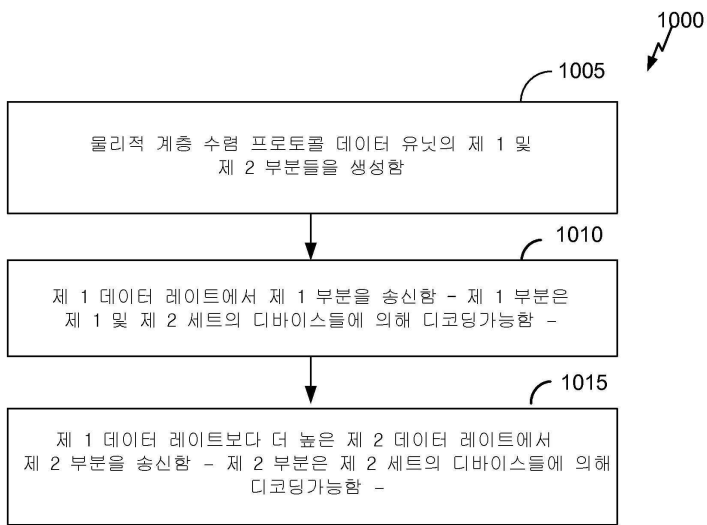 1000
1005
물리적 계층 수렴 프로토콜 데이터 유닛의 제 1 및
제 2 부분들을 생성함
1010
제 1 데이터 레이트에서 제 1 부분을 송신함 – 제 1 부분은
제 1 및 제 2 세트의 디바이스들에 의해 디코딩가능함 –
1015
제 1 데이터 레이트보다 더 높은 제 2 데이터 레이트에서
제 2 부분을 송신함 – 제 2 부분은 제 2 세트의 디바이스들에 의해
디코딩가능함 –